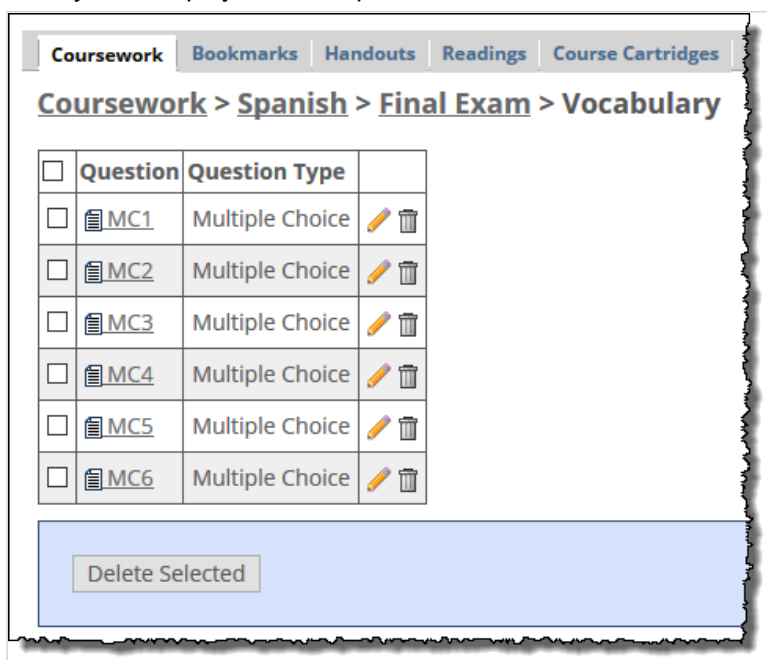 Coursework Bookmarks Handouts Readings Course Cartridges
Coursework > Spanish > Final Exam > Vocabulary
Question Question Type
MC1 Multiple Choice
MC2 Multiple Choice
MC3 Multiple Choice
MC4 Multiple Choice
MC5 Multiple Choice
MC6 Multiple Choice
Delete Selected